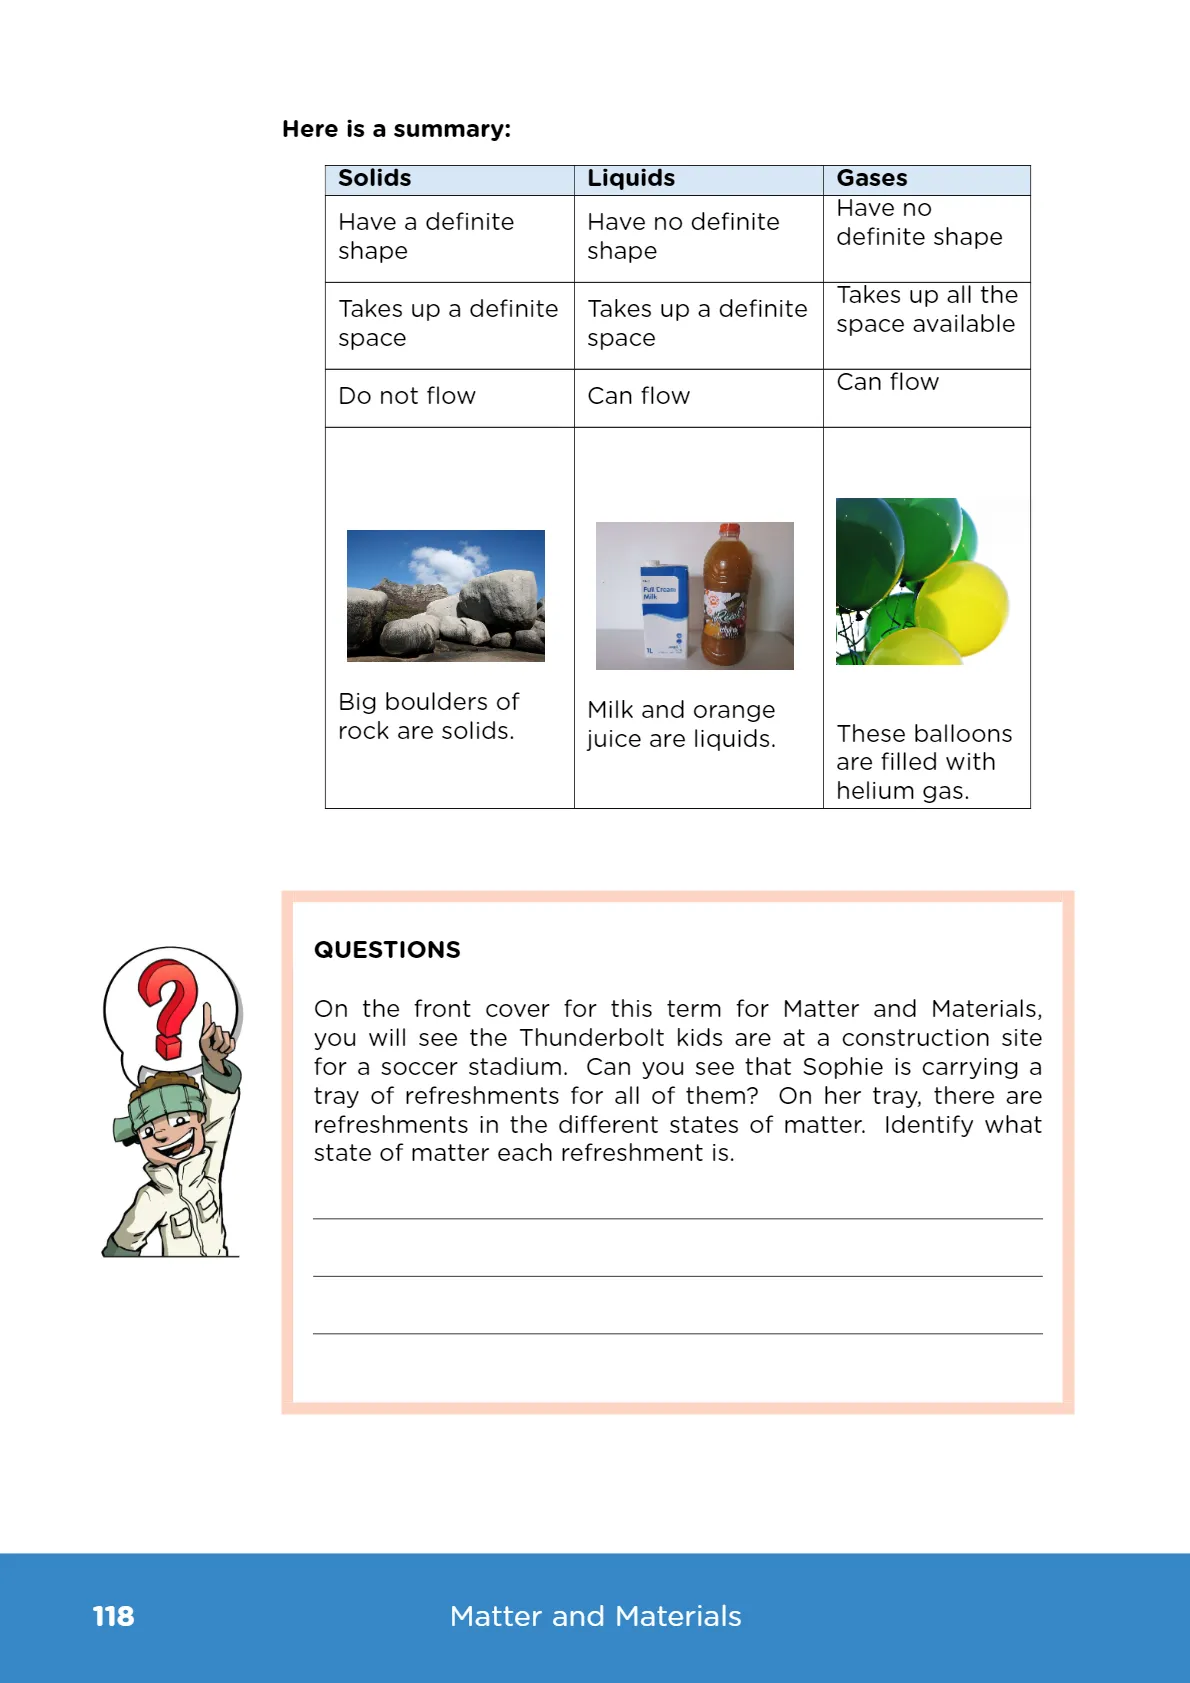 Here is a summary:
Solids
Liquids
Gases
Have a definite
shape
Have no definite
shape
Have no
definite shape
Takes up a definite
space
Takes up a definite
space
Takes up all the
space available
Do not flow
Can flow
Can flow
Full Cream
Milk
1L
Big boulders of
rock are solids.
Milk and orange
juice are liquids.
These balloons
are filled with
helium gas.
QUESTIONS
On the front cover for this term for Matter and Materials,
you will see the Thunderbolt kids are at a construction site
for a soccer stadium. Can you see that Sophie is carrying a
tray of refreshments for all of them? On her tray, there are
refreshments in the different states of matter. Identify what
state of matter each refreshment is.
?
118
Matter and Materials